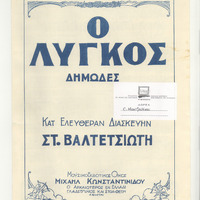 Ο
ΛΥΓΚΟΣ
ΔΗΜΩΔΕΣ
ΚΑΤ ΕΛΕΥΘΕΡΑΝ ΔΙΑΣΚΕΥΗΝ
ΣΤ. ΒΑΛΤΕΤΣΙΩΤΗ
ΜΟΥΣΙΚΟΕΚΔΟΤΙΚΟΣ ΟΙΚΟΣ
ΜΙΧΑΗΛ ΚΩΝΣΤΑΝΤΙΝΙΔΟΥ